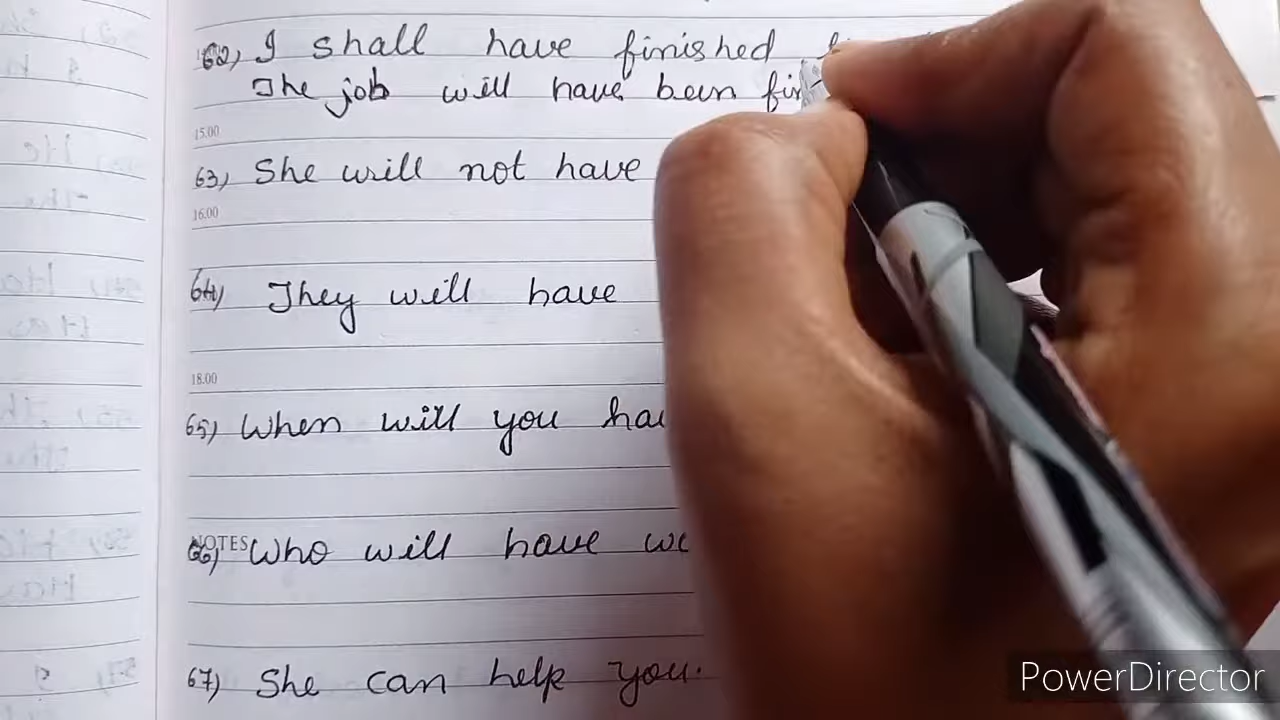 62) I shall have finished
The job will have been
15.00
63) She will not have
16.00
64) They will have
18.00
65) When will you
NOTES
66) Who will have
67) She can help you.
PowerDirector